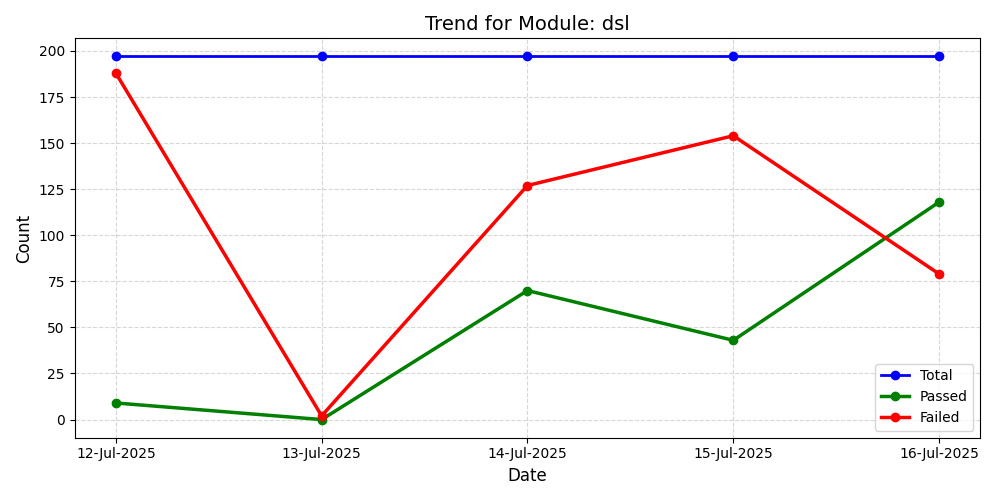 Trend for Module: dsl
200
175
150
125
100
75
50
25
0
Count
12-Jul-2025
13-Jul-2025
14-Jul-2025
15-Jul-2025
16-Jul-2025
Date
Total
Passed
Failed